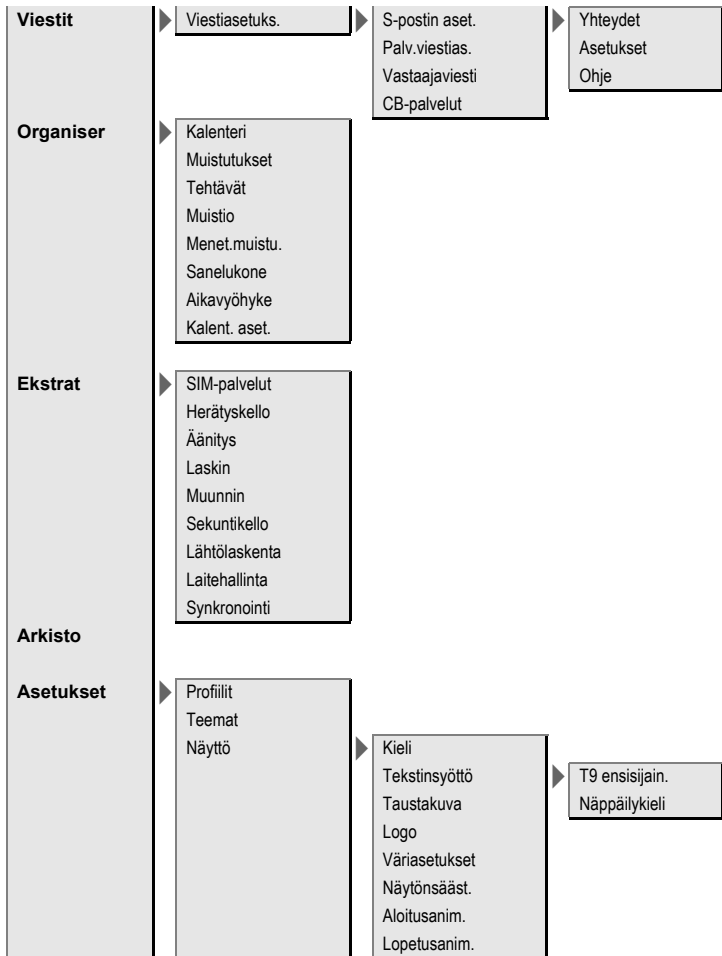 Viestit Viestiasetuks. S-postin aset. Yhteydet
Palv.viestias. Asetukset
Vastaajaviesti Ohje
CB-palvelut
Organiser Kalenteri
Muistutukset
Tehtävät
Muistio
Menet.muistu.
Sanelukone
Aikavyöhyke
Kalent. aset.
Ekstrat SIM-palvelut
Herätyskello
Äänitys
Laskin
Muunnin
Sekuntikello
Lähtölaskenta
Laitehallinta
Synkronointi
Arkisto
Asetukset Profiilit
Teemat
Näyttö Kieli
Tekstinsyöttö T9 ensisijain.
Taustakuva Näppäilykieli
Logo
Väriasetukset
Näytönsääst.
Aloitusanim.
Lopetusanim.